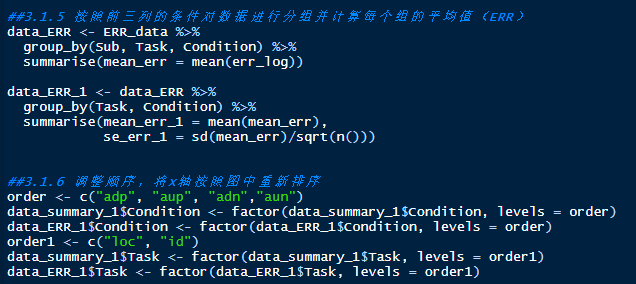 ##3.1.5 按照前三列的条件对数据进行分组并计算每个组的平均值（ERR）
data_ERR <- ERR_data %>%
  group_by(Sub, Task, Condition) %>%
  summarise(mean_err = mean(err_log))
data_ERR_1 <- data_ERR %>%
  group_by(Task, Condition) %>%
  summarise(mean_err_1 = mean(mean_err),
            se_err_1 = sd(mean_err)/sqrt(n()))
##3.1.6 调整顺序，将x轴按照图中重新排序
order <- c("adp", "aup", "adn","aun")
data_summary_1$Condition <- factor(data_summary_1$Condition, levels = order)
data_ERR_1$Condition <- factor(data_ERR_1$Condition, levels = order)
order1 <- c("loc", "id")
data_summary_1$Task <- factor(data_summary_1$Task, levels = order1)
data_ERR_1$Task <- factor(data_ERR_1$Task, levels = order1)